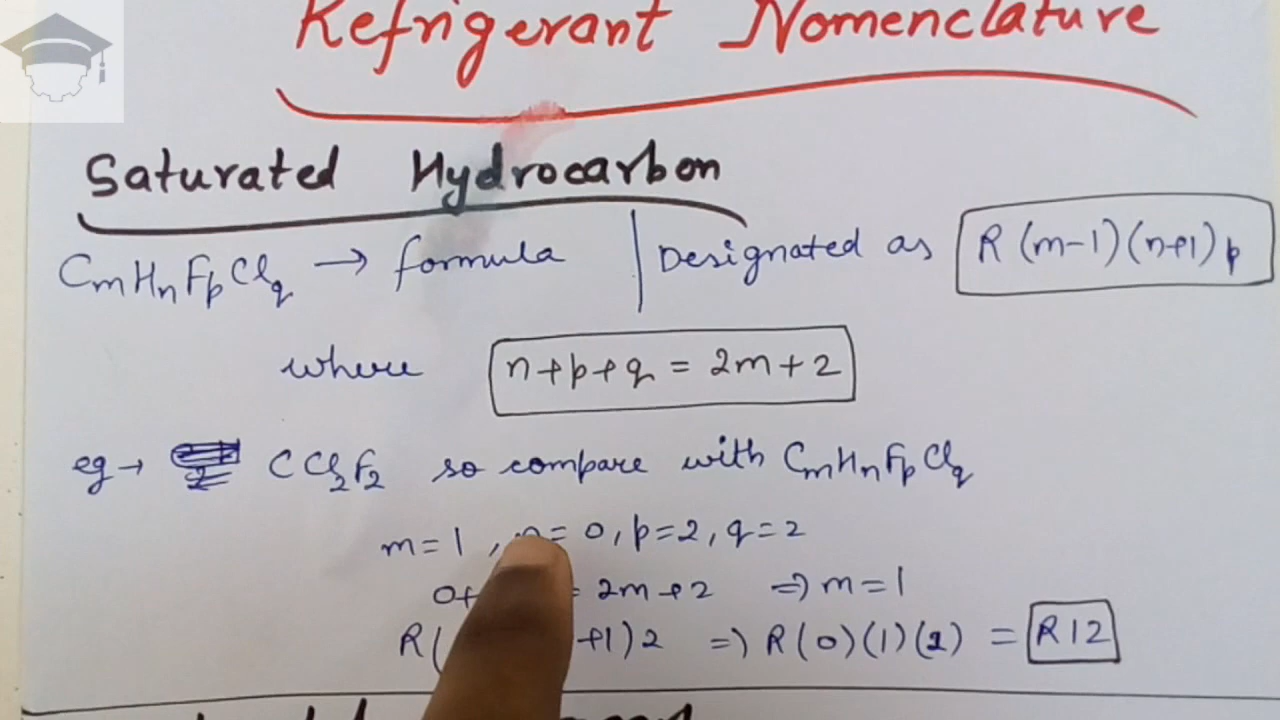 Refrigerant Nomenclature
Saturated Hydrocarbon
CmHnFpClq → formula | Designated as R(m-1)(n+1)p
where n+p+q = 2m+2
eg → CCl2F2 so compare with CmHnFpClq
m=1, n=0, p=2, q=2
0+ = 2m+2 ⇒ m=1
R( +1)2 ⇒ R(0)(1)(2) = R12